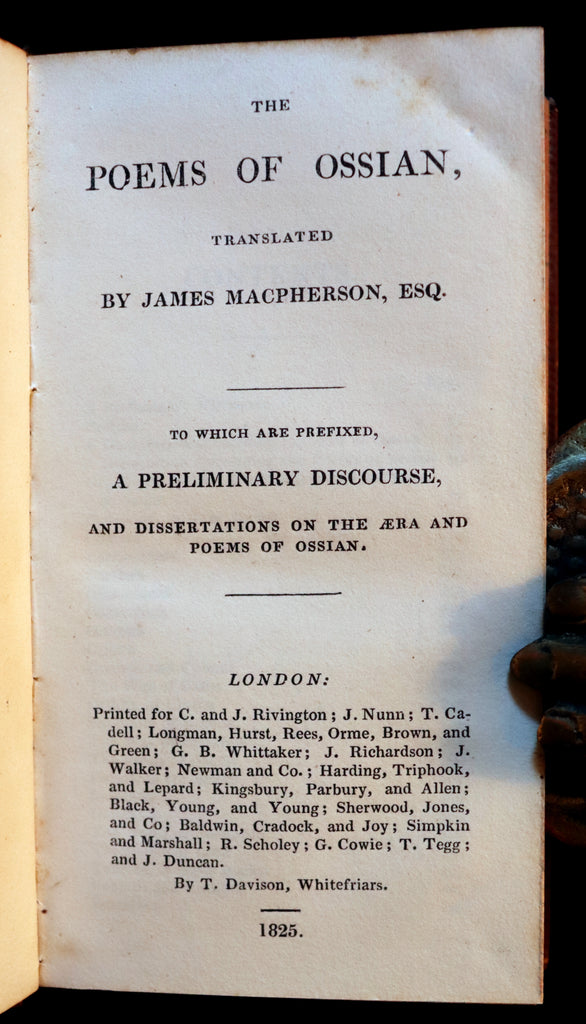 THE
POEMS OF OSSIAN,
TRANSLATED
BY JAMES MACPHERSON, ESQ.
TO WHICH ARE PREFIXED,
A PRELIMINARY DISCOURSE,
AND DISSERTATIONS ON THE ÆRA AND
POEMS OF OSSIAN.
LONDON:
Printed for C. and J. Rivington; J. Nunn; T. Ca-
dell; Longman, Hurst, Rees, Orme, Brown, and
Green; G. B. Whittaker; J. Richardson; J.
Walker; Newman and Co.; Harding, Triphook,
and Lepard; Kingsbury, Parbury, and Allen;
Black, Young, and Young; Sherwood, Jones,
and Co; Baldwin, Cradock, and Joy; Simpkin
and Marshall; R. Scholey; G. Cowie; T. Tegg;
and J. Duncan.
By T. Davison, Whitefriars.
1825.